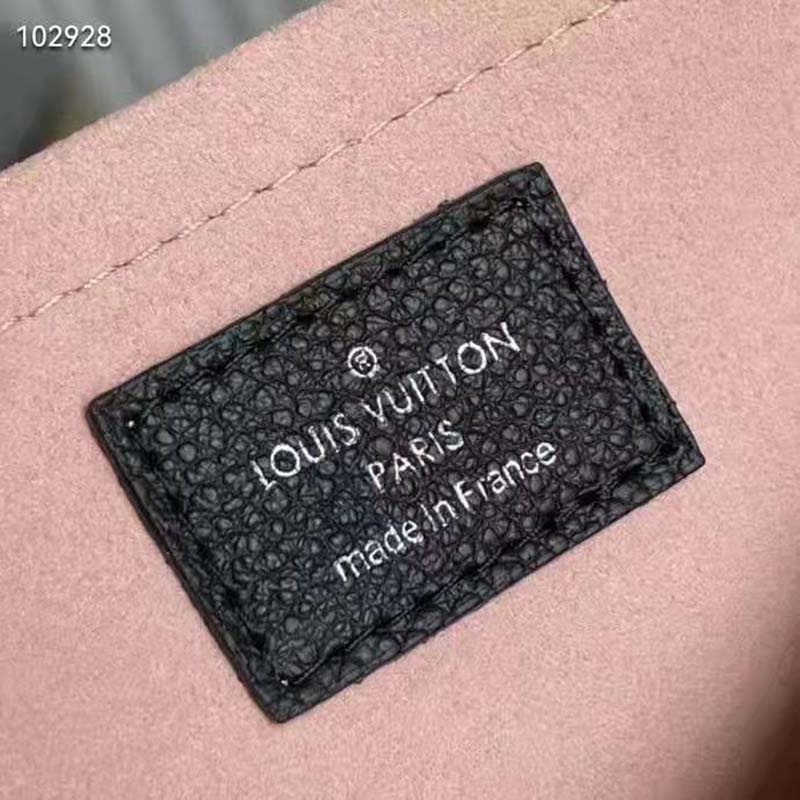 102928
®
LOUIS VUITTON
PARIS
made in France